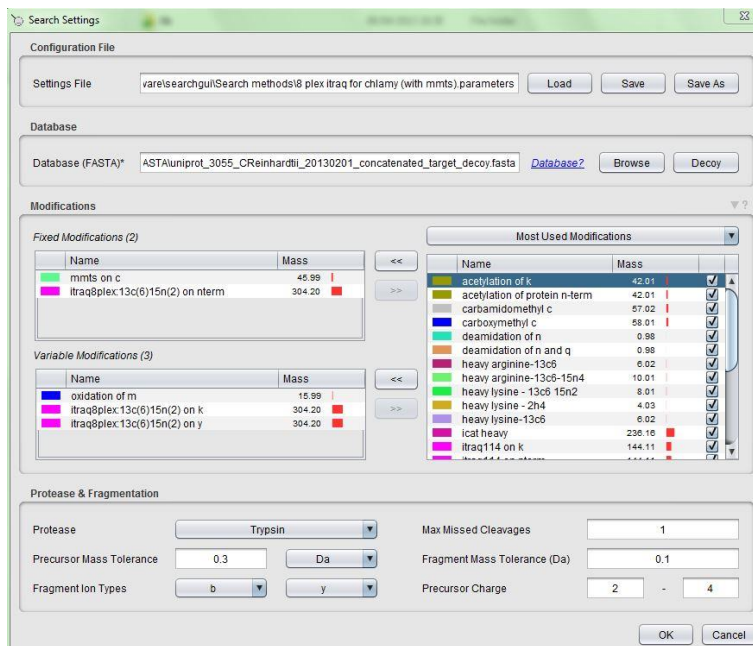 Search Settings
Configuration File
Settings File vare\searchgui\Search methods\8 plex itraq for chlamy (with mmts).parameters Load Save Save As
Database
Database (FASTA)* ASTA\uniprot_3055_CReinhardtii_20130201_concatenated_target_decoy.fasta Database? Browse Decoy
Modifications ?
Fixed Modifications (2) Most Used Modifications
Name Mass
mmts on c 45.99
itraq8plex:13c(6)15n(2) on nterm 304.20
<<
>>
Variable Modifications (3)
Name Mass
oxidation of m 15.99
itraq8plex:13c(6)15n(2) on k 304.20
itraq8plex:13c(6)15n(2) on y 304.20
<<
>>
Name Mass
acetylation of k 42.01
acetylation of protein n-term 42.01
carbamidomethyl c 57.02
carboxymethyl c 58.01
deamidation of n 0.98
deamidation of n and q 0.98
heavy arginine-13c6 6.02
heavy arginine-13c6-15n4 10.01
heavy lysine - 13c6 15n2 8.01
heavy lysine - 2h4 4.03
heavy lysine-13c6 6.02
icat heavy 236.16
itraq114 on k 144.11
Protease & Fragmentation
Protease Trypsin Max Missed Cleavages 1
Precursor Mass Tolerance 0.3 Da Fragment Mass Tolerance (Da) 0.1
Fragment Ion Types b y Precursor Charge 2 - 4
OK Cancel